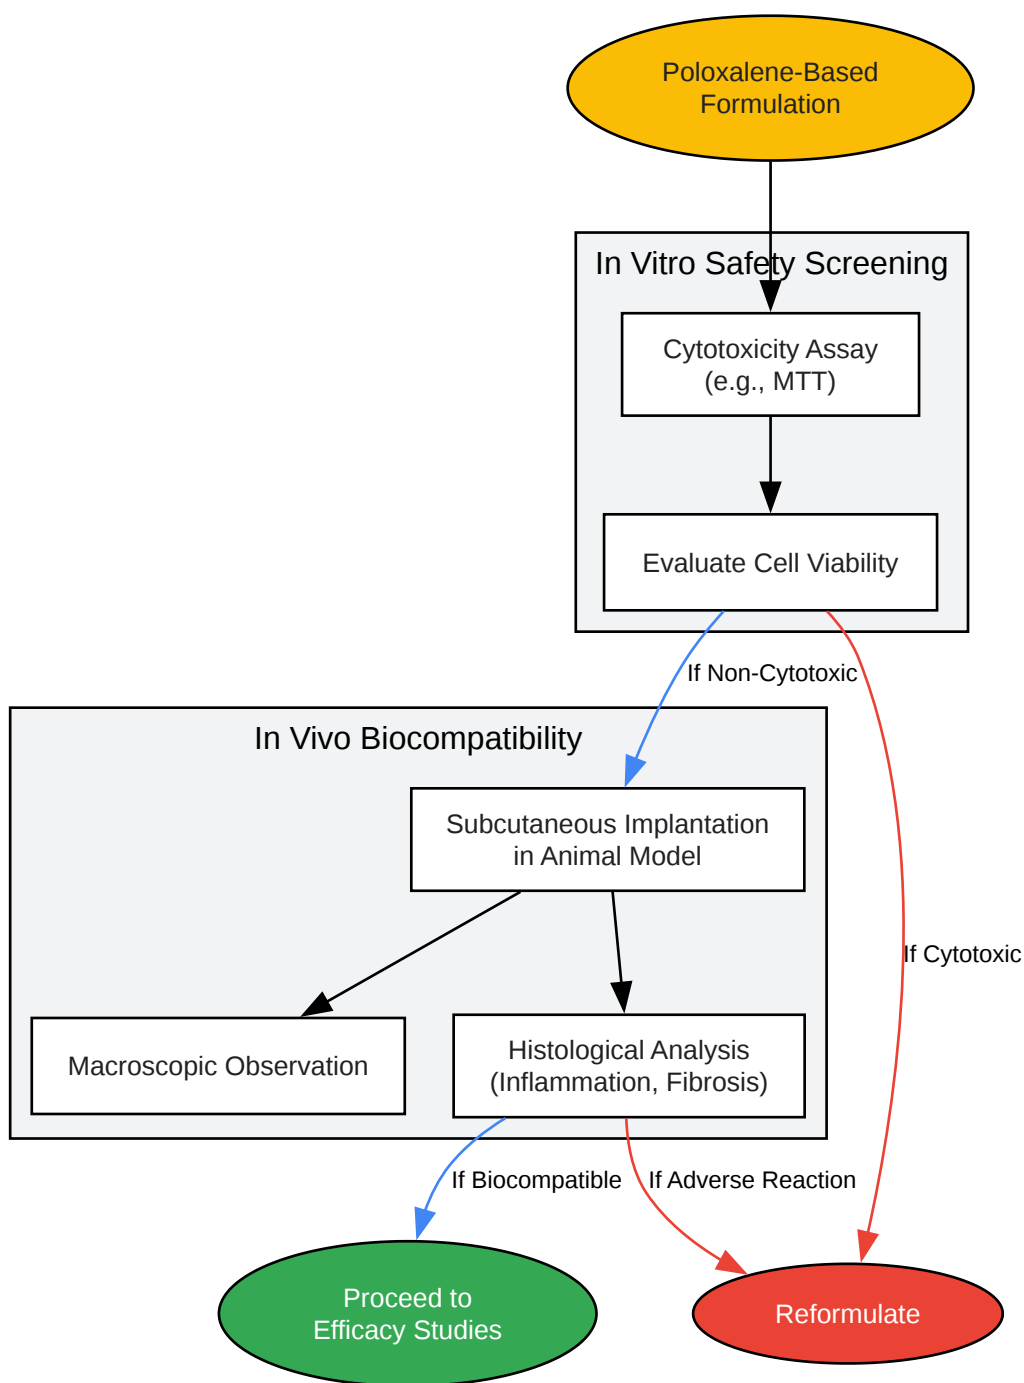 Poloxalene-Based
Formulation
In Vitro Safety Screening
Cytotoxicity Assay
(e.g., MTT)
Evaluate Cell Viability
If Non-Cytotoxic
In Vivo Biocompatibility
Subcutaneous Implantation
in Animal Model
If Cytotoxic
Macroscopic Observation
Histological Analysis
(Inflammation, Fibrosis)
If Biocompatible
If Adverse Reaction
Proceed to
Efficacy Studies
Reformulate